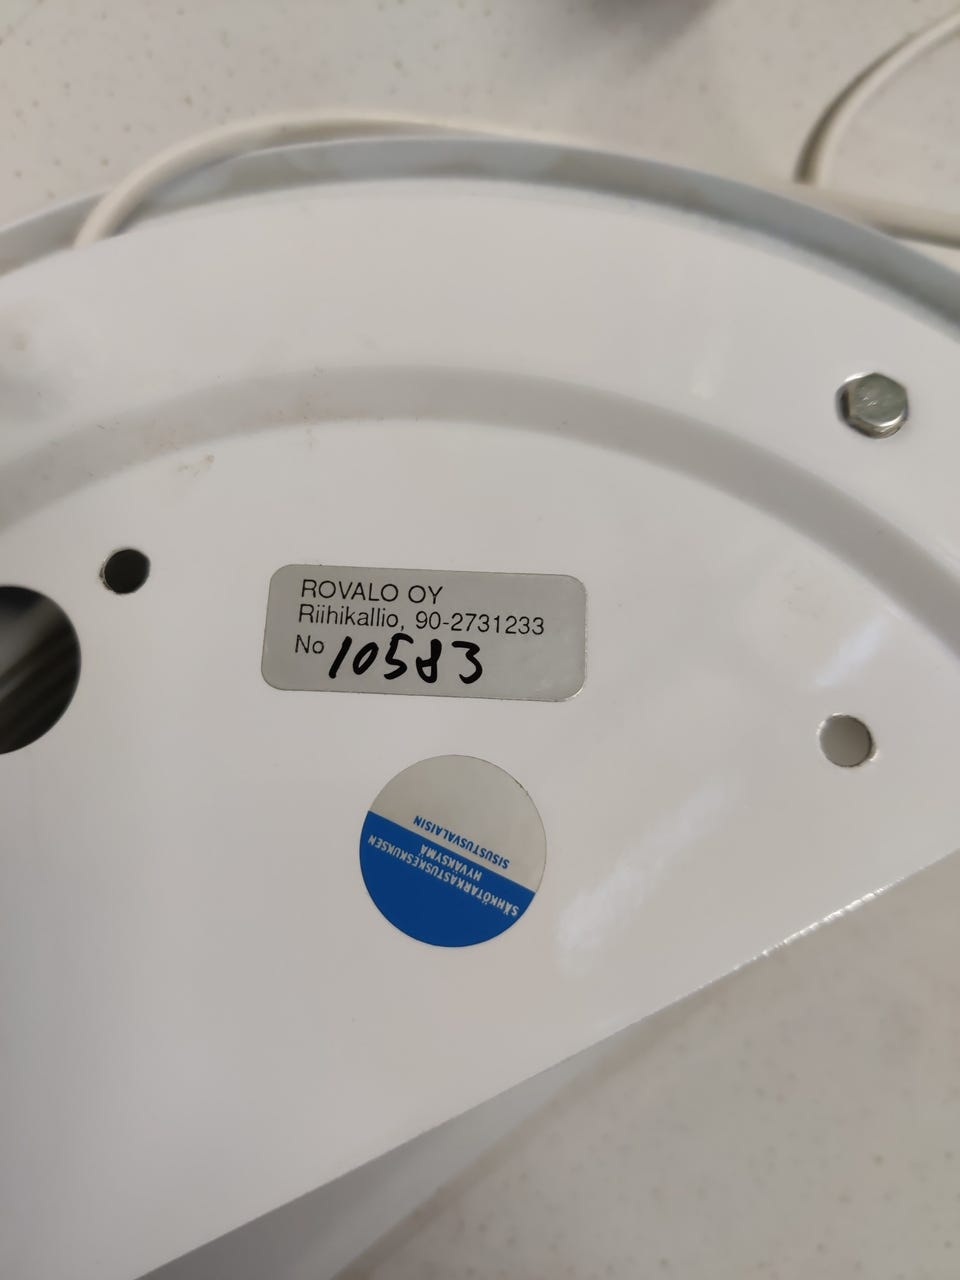 ROVALO OY
Riihikallio, 90-2731233
No 10583
SÄHKÖTARKASTUSKESKUKSEN
HYVÄKSYMÄ
SISUSTUSVALAISIN